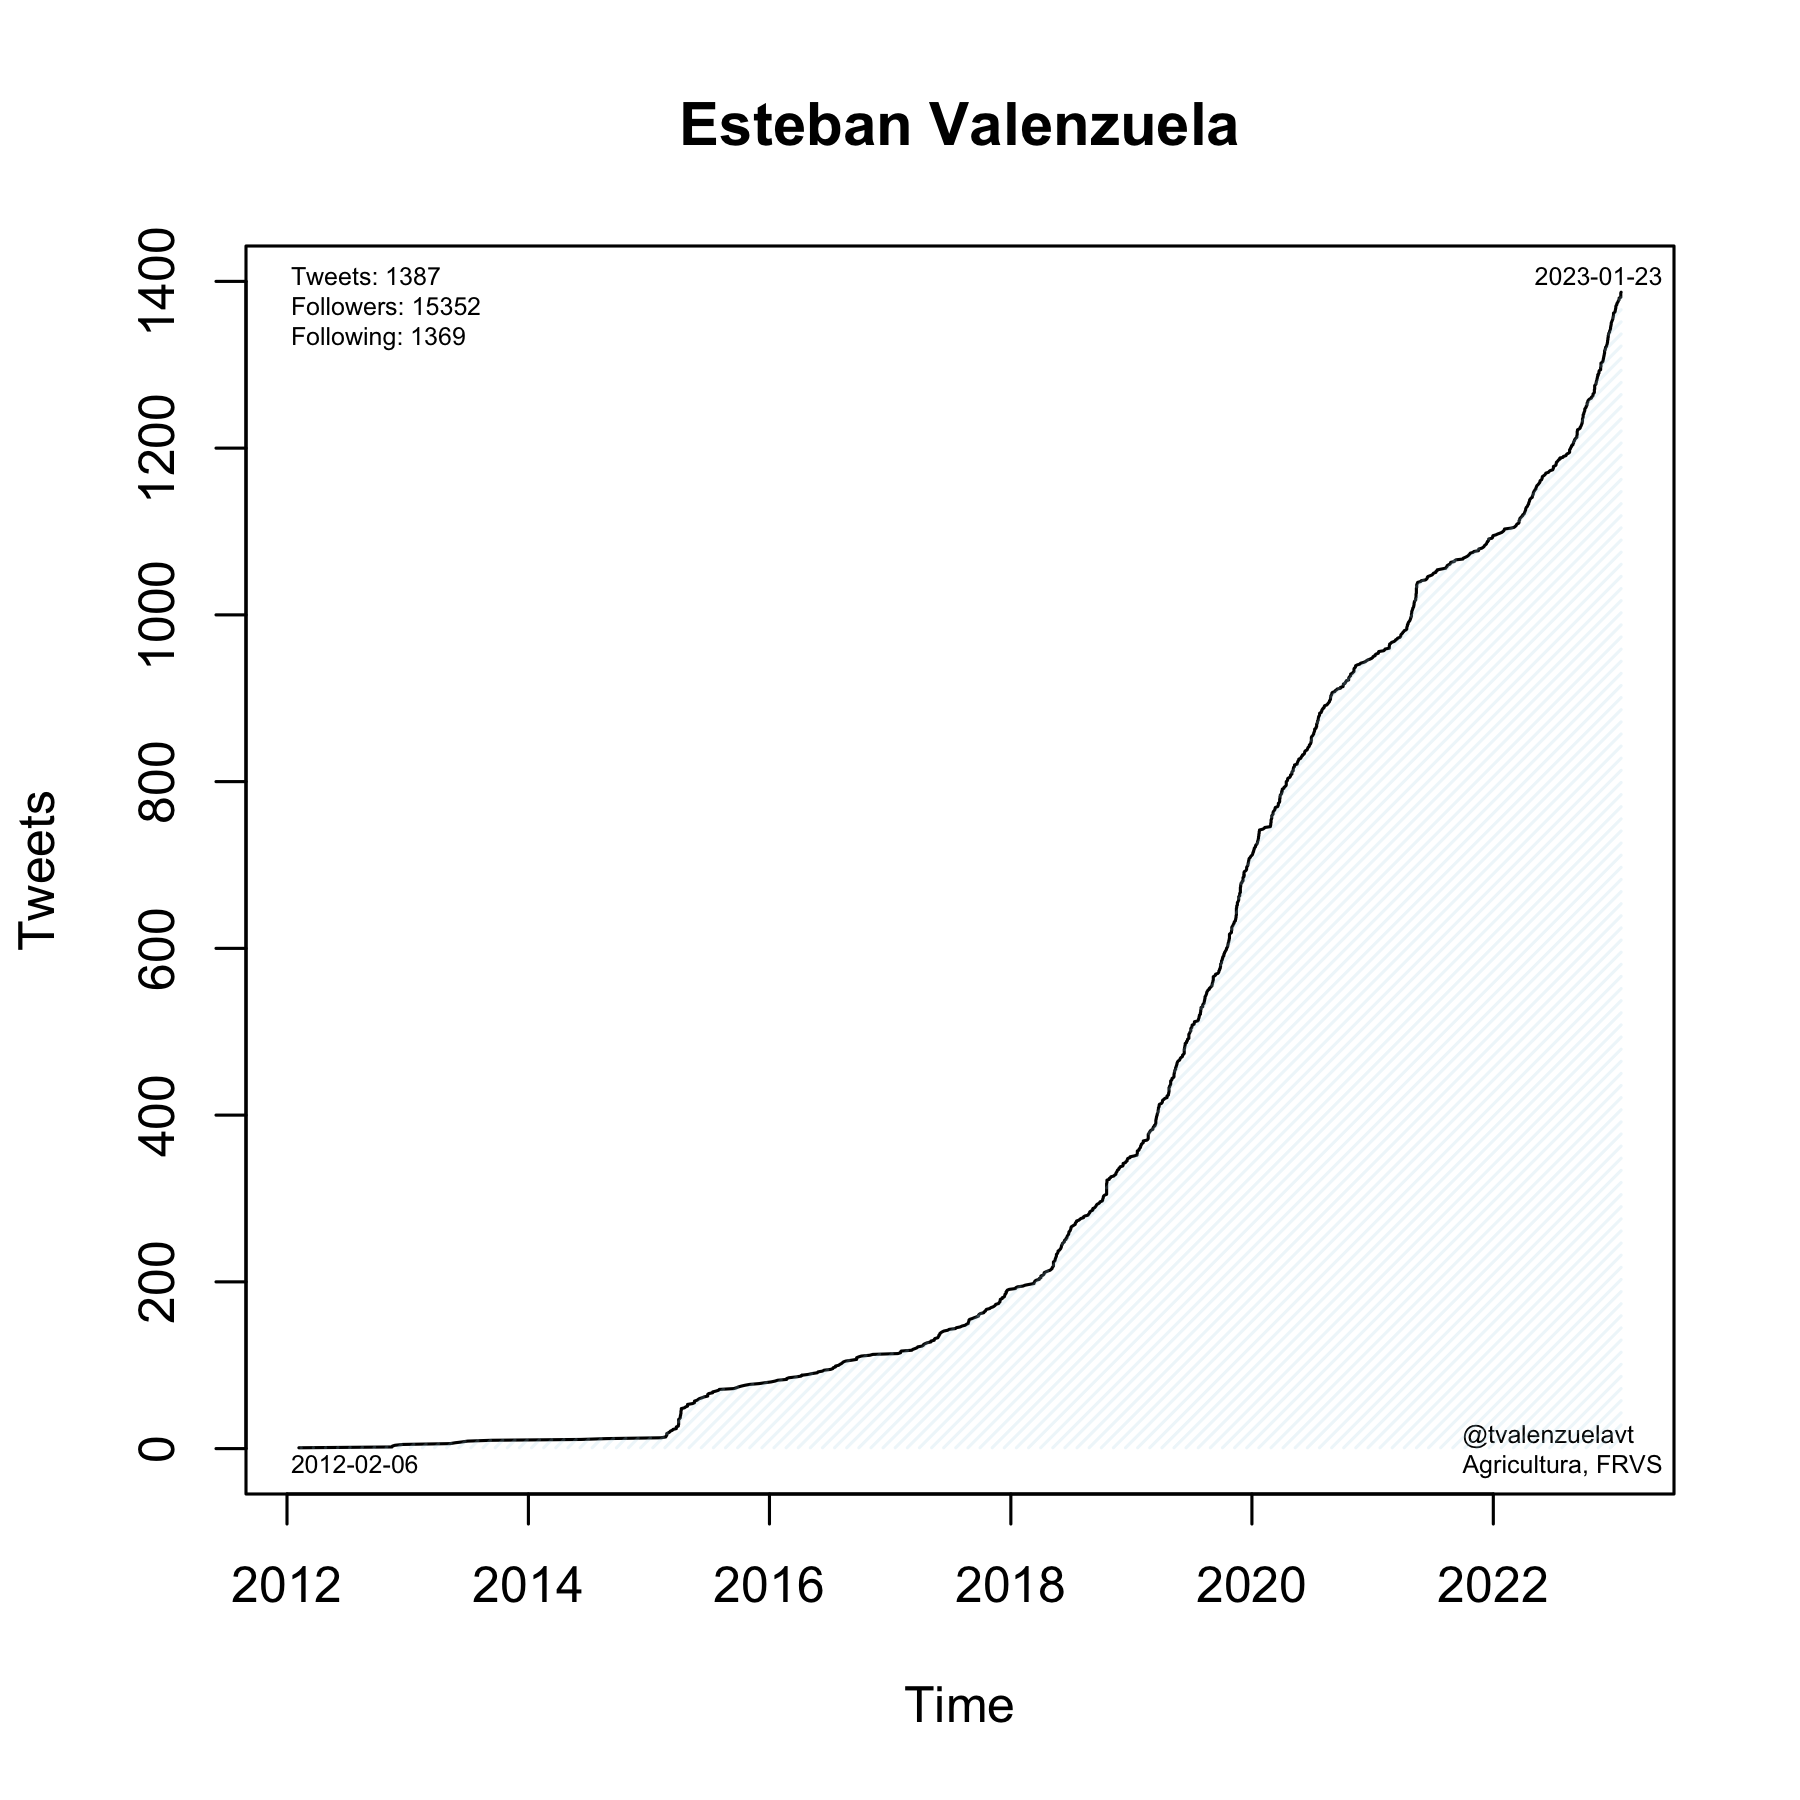 Esteban Valenzuela
Tweets: 1387
Followers: 15352
Following: 1369
2023-01-23
1400
1200
1000
800
600
400
200
0
Tweets
2012-02-06
@tvalenzuelavt
Agricultura, FRVS
2012 2014 2016 2018 2020 2022
Time